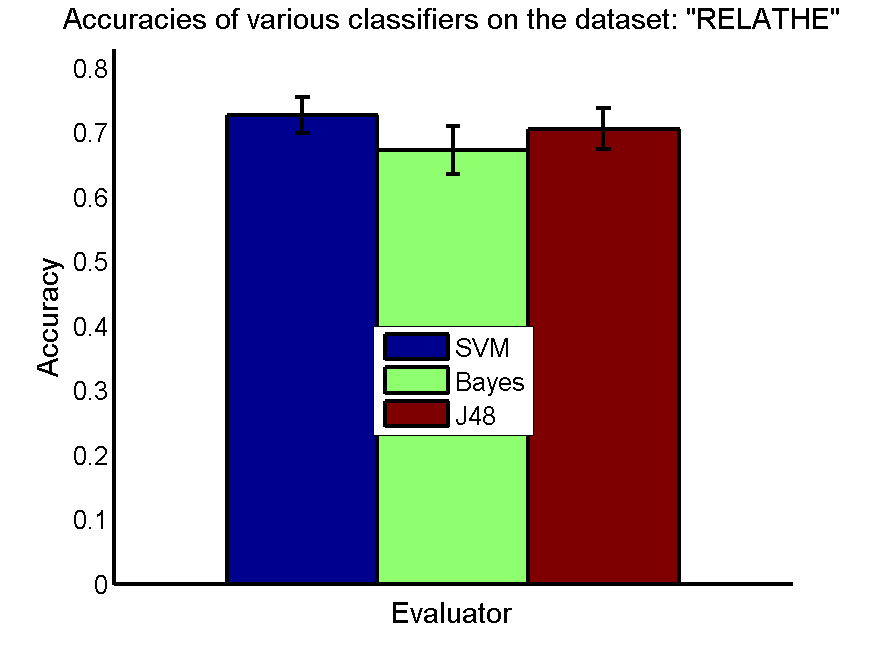 Accuracies of various classifiers on the dataset: "RELATHE"
0.8
0.7
0.6
0.5
0.4
0.3
0.2
0.1
0
Accuracy
SVM
Bayes
J48
Evaluator